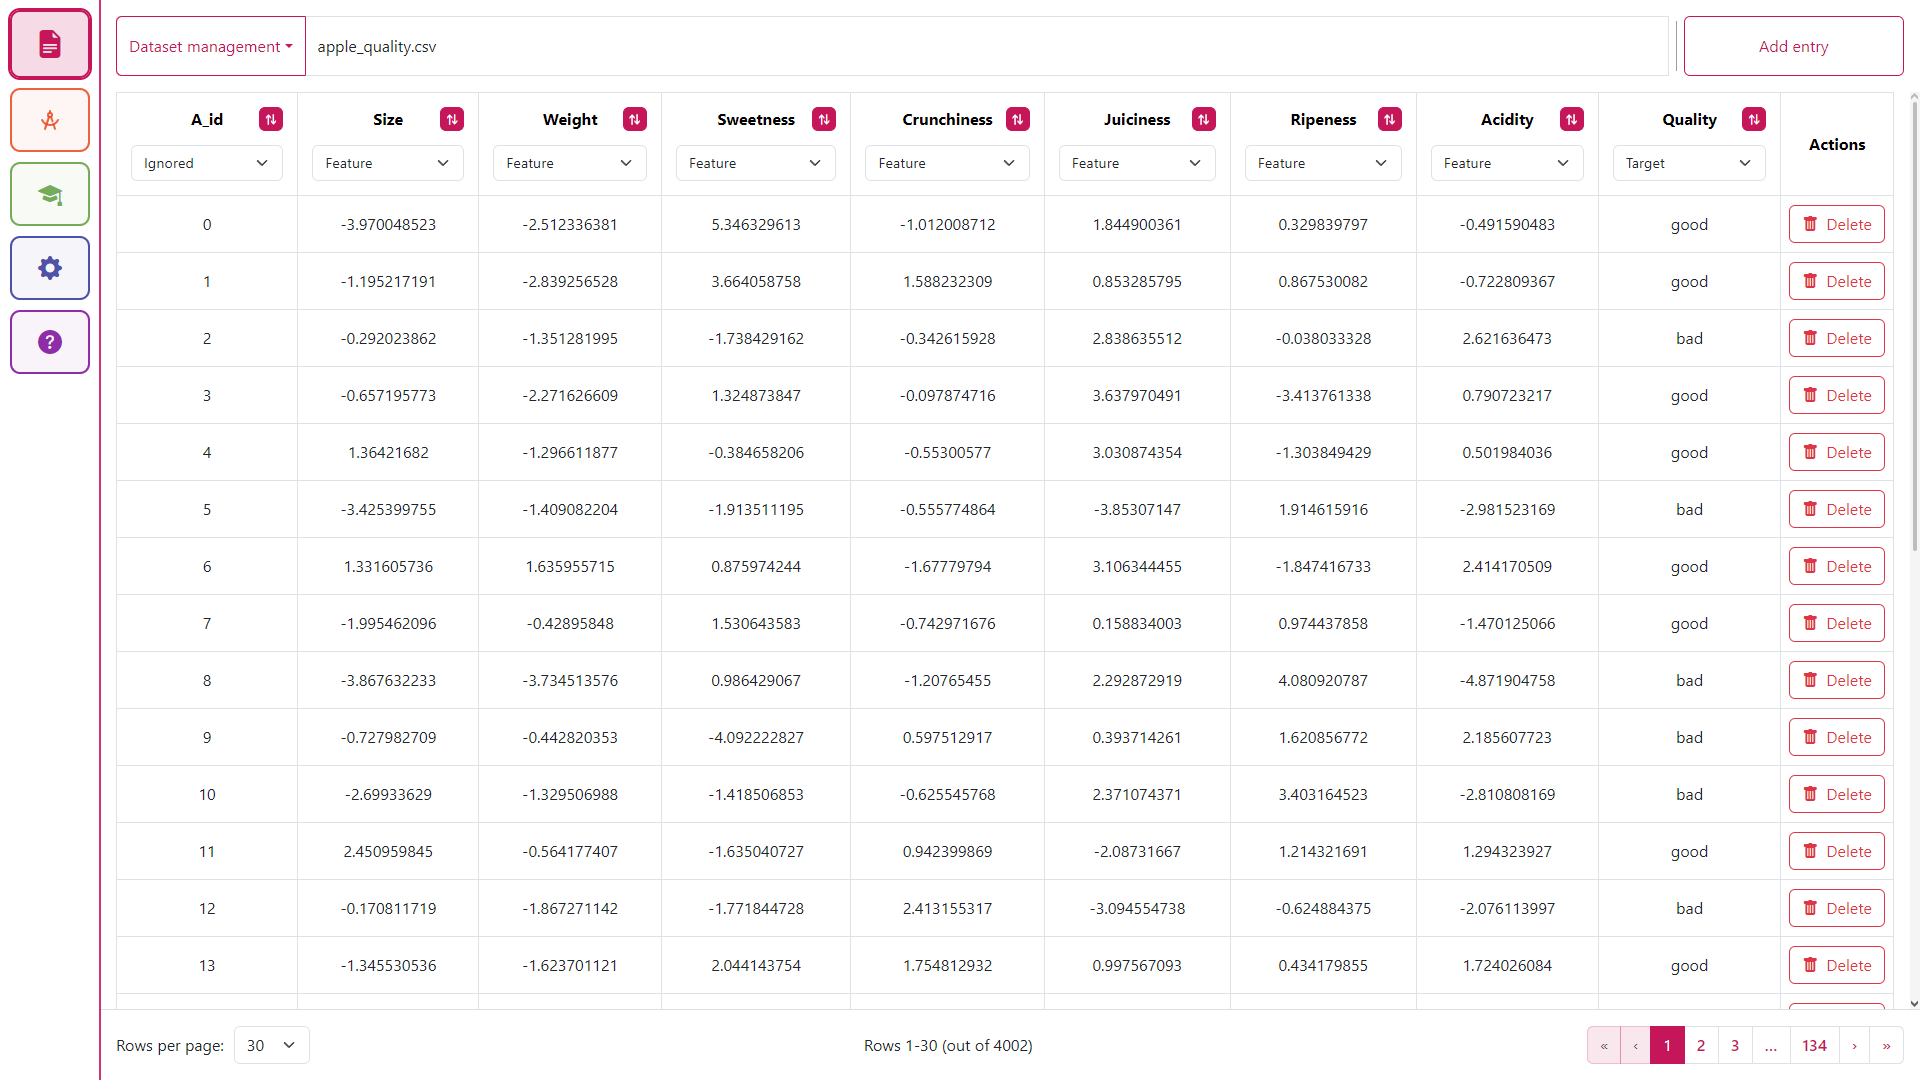 Dataset management apple_quality.csv Add entry
A_id Size Weight Sweetness Crunchiness Juiciness Ripeness Acidity Quality Actions
Ignored Feature Feature Feature Feature Feature Feature Feature Target
0 -3.970048523 -2.512336381 5.346329613 -1.012008712 1.844900361 0.329839797 -0.491590483 good Delete
1 -1.195217191 -2.839256528 3.664058758 1.588232309 0.853285795 0.867530082 -0.722809367 good Delete
2 -0.292023862 -1.351281995 -1.738429162 -0.342615928 2.838635512 -0.038033328 2.621636473 bad Delete
3 -0.657195773 -2.271626609 1.324873847 -0.097874716 3.637970491 -3.413761338 0.790723217 good Delete
4 1.36421682 -1.296611877 -0.384658206 -0.55300577 3.030874354 -1.303849429 0.501984036 good Delete
5 -3.425399755 -1.409082204 -1.913511195 -0.555774864 -3.85307147 1.914615916 -2.981523169 bad Delete
6 1.331605736 1.635955715 0.875974244 -1.67779794 3.106344455 -1.847416733 2.414170509 good Delete
7 -1.995462096 -0.42895848 1.530643583 -0.742971676 0.158834003 0.974437858 -1.470125066 good Delete
8 -3.867632233 -3.734513576 0.986429067 -1.20765455 2.292872919 4.080920787 -4.871904758 bad Delete
9 -0.727982709 -0.442820353 -4.092222827 0.597512917 0.393714261 1.620856772 2.185607723 bad Delete
10 -2.69933629 -1.329506988 -1.418506853 -0.625545768 2.371074371 3.403164523 -2.810808169 bad Delete
11 2.450959845 -0.564177407 -1.635040727 0.942399869 -2.08731667 1.214321691 1.294323927 good Delete
12 -0.170811719 -1.867271142 -1.771844728 2.413155317 -3.094554738 -0.624884375 -2.076113997 bad Delete
13 -1.345530536 -1.623701121 2.044143754 1.754812932 0.997567093 0.434179855 1.724026084 good Delete
Rows per page: 30 Rows 1-30 (out of 4002) « ‹ 1 2 3 ... 134 › »